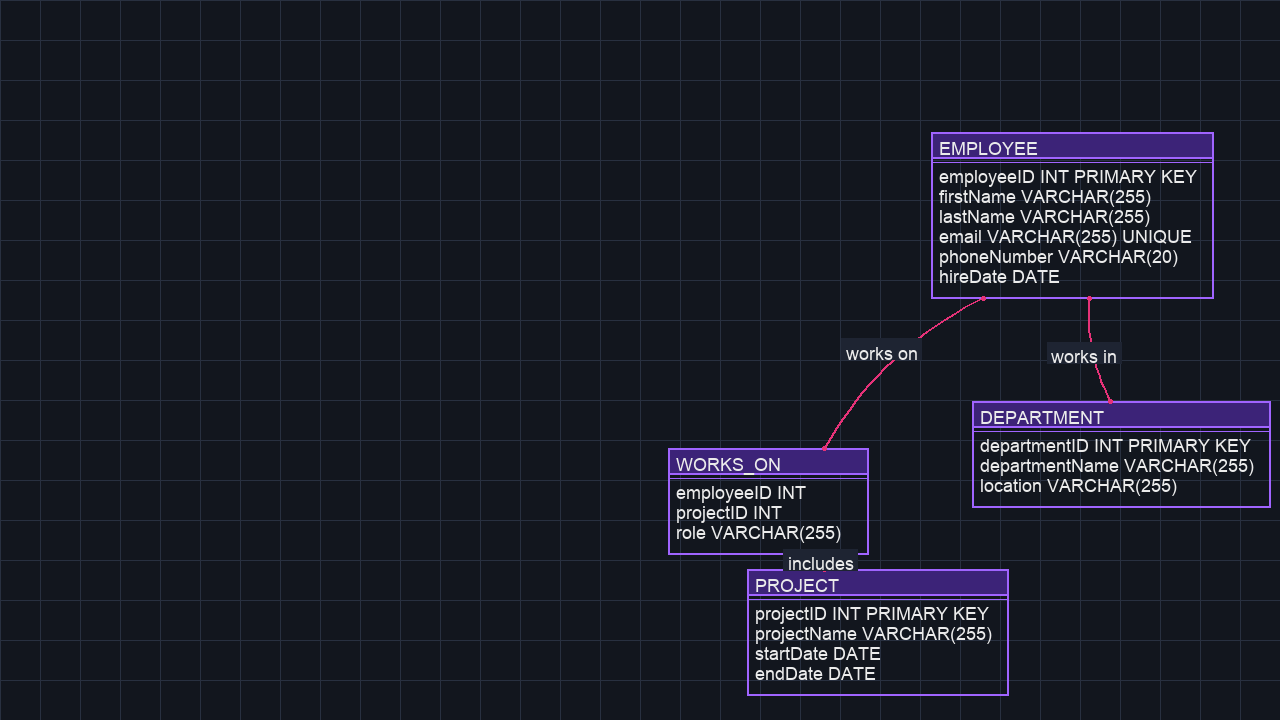 EMPLOYEE
employeeID INT PRIMARY KEY
firstName VARCHAR(255)
lastName VARCHAR(255)
email VARCHAR(255) UNIQUE
phoneNumber VARCHAR(20)
hireDate DATE
works on
works in
DEPARTMENT
departmentID INT PRIMARY KEY
departmentName VARCHAR(255)
location VARCHAR(255)
WORKS_ON
employeeID INT
projectID INT
role VARCHAR(255)
includes
PROJECT
projectID INT PRIMARY KEY
projectName VARCHAR(255)
startDate DATE
endDate DATE